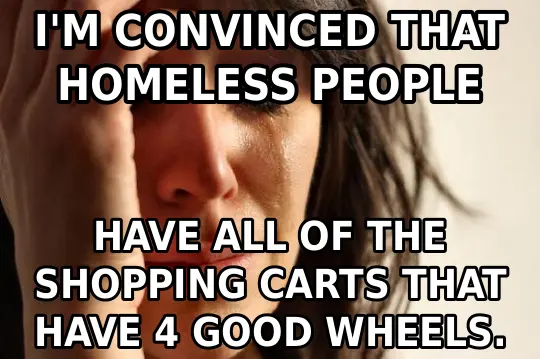 I'M CONVINCED THAT
HOMELESS PEOPLE
HAVE ALL OF THE
SHOPPING CARTS THAT
HAVE 4 GOOD WHEELS.